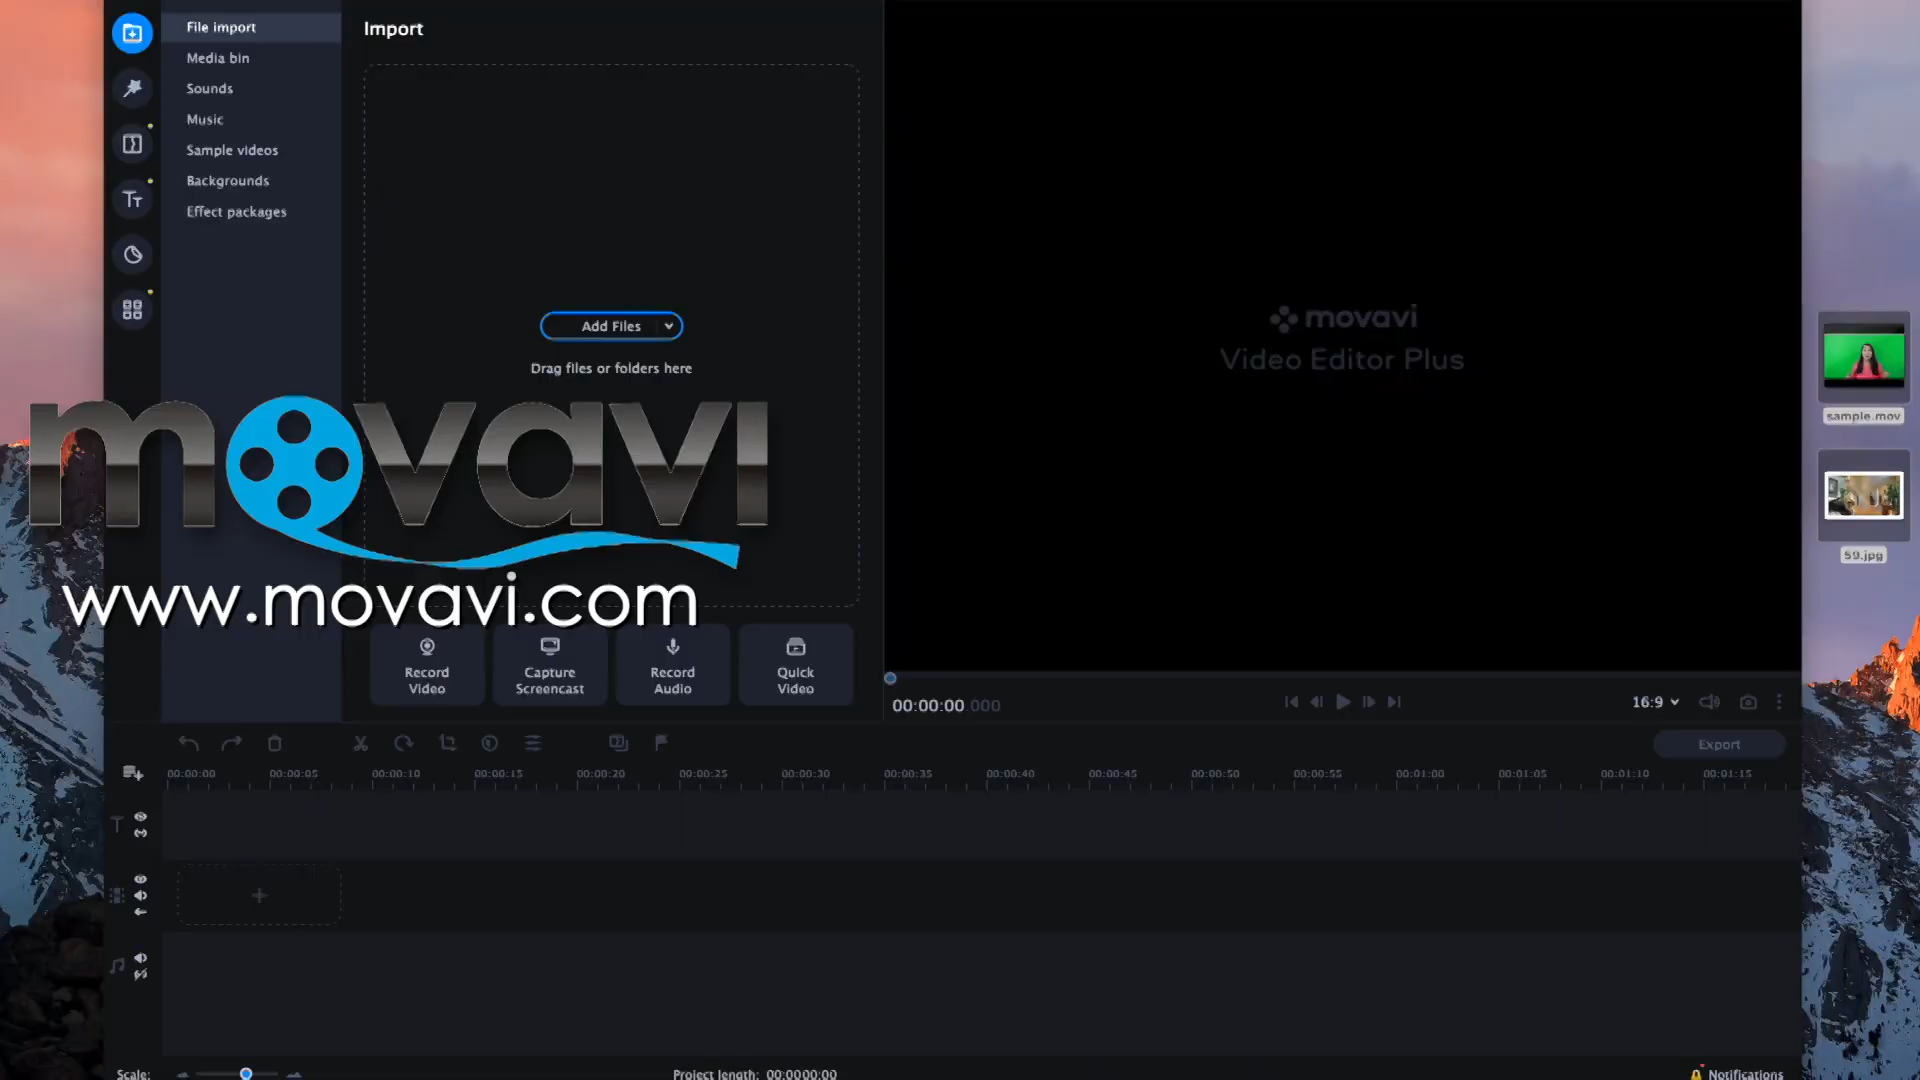 File import
Media bin
Sounds
Music
Sample videos
Backgrounds
Effect packages
Import
Add Files
Drag files or folders here
movavi
www.movavi.com
Record Video
Capture Screencast
Record Audio
Quick Video
movavi
Video Editor Plus
sample.mov
59.jpg
00:00:00.000
16:9
Export
00:00:00 00:00:05 00:00:10 00:00:15 00:00:20 00:00:25 00:00:30 00:00:35 00:00:40 00:00:45 00:00:50 00:00:55 00:01:00 00:01:05 00:01:10 00:01:15
Scale:
Project length: 00:0000:00
Notifications